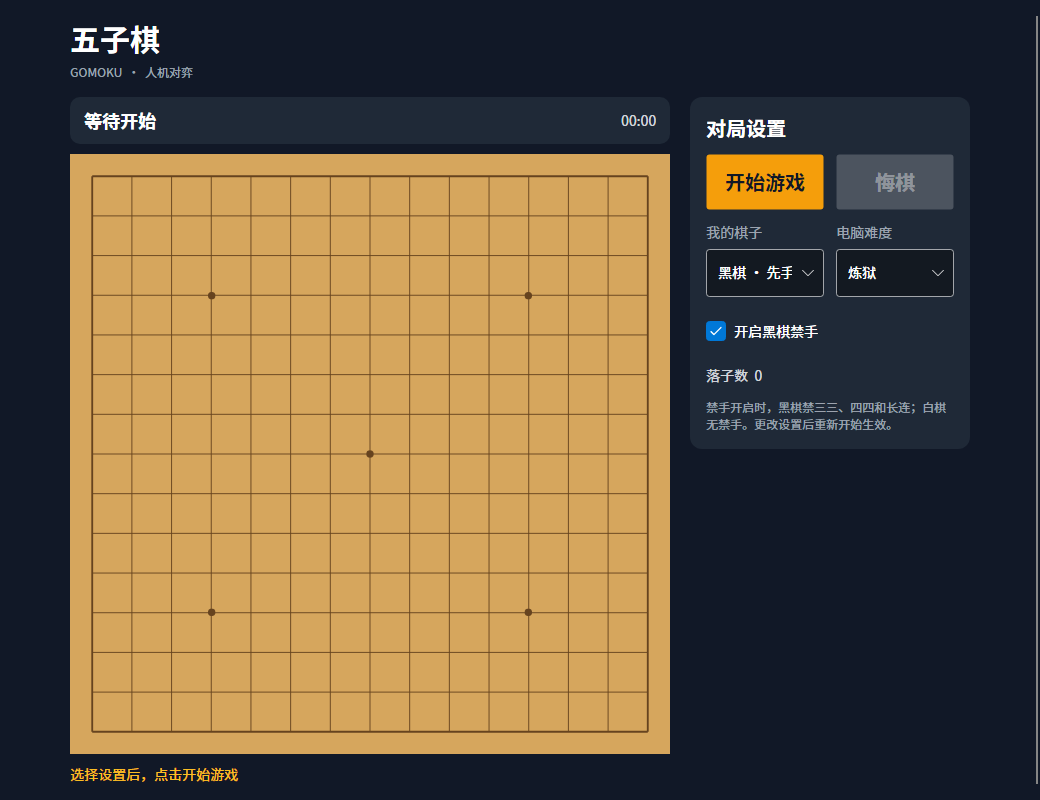 五子棋
GOMOKU · 人机对弈
等待开始
00:00
对局设置
开始游戏
悔棋
我的棋子
电脑难度
黑棋 · 先手
炼狱
开启黑棋禁手
落子数 0
禁手开启时，黑棋禁三三、四四和长连；白棋
无禁手。更改设置后重新开始生效。
选择设置后，点击开始游戏